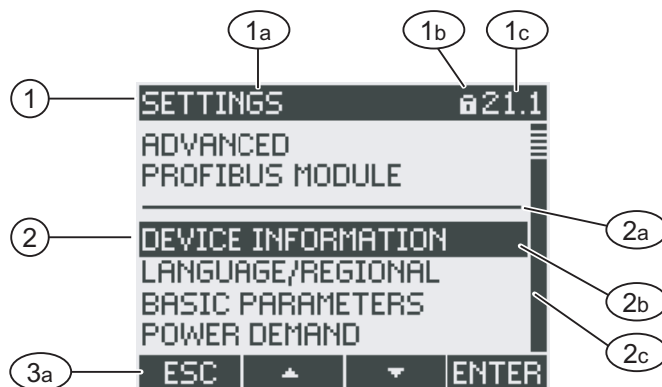 1a 1b 1c
1 SETTINGS 21.1
ADVANCED
PROFIBUS MODULE
2a
2 DEVICE INFORMATION
LANGUAGE/REGIONAL 2b
BASIC PARAMETERS
POWER DEMAND 2c
3a ESC ENTER